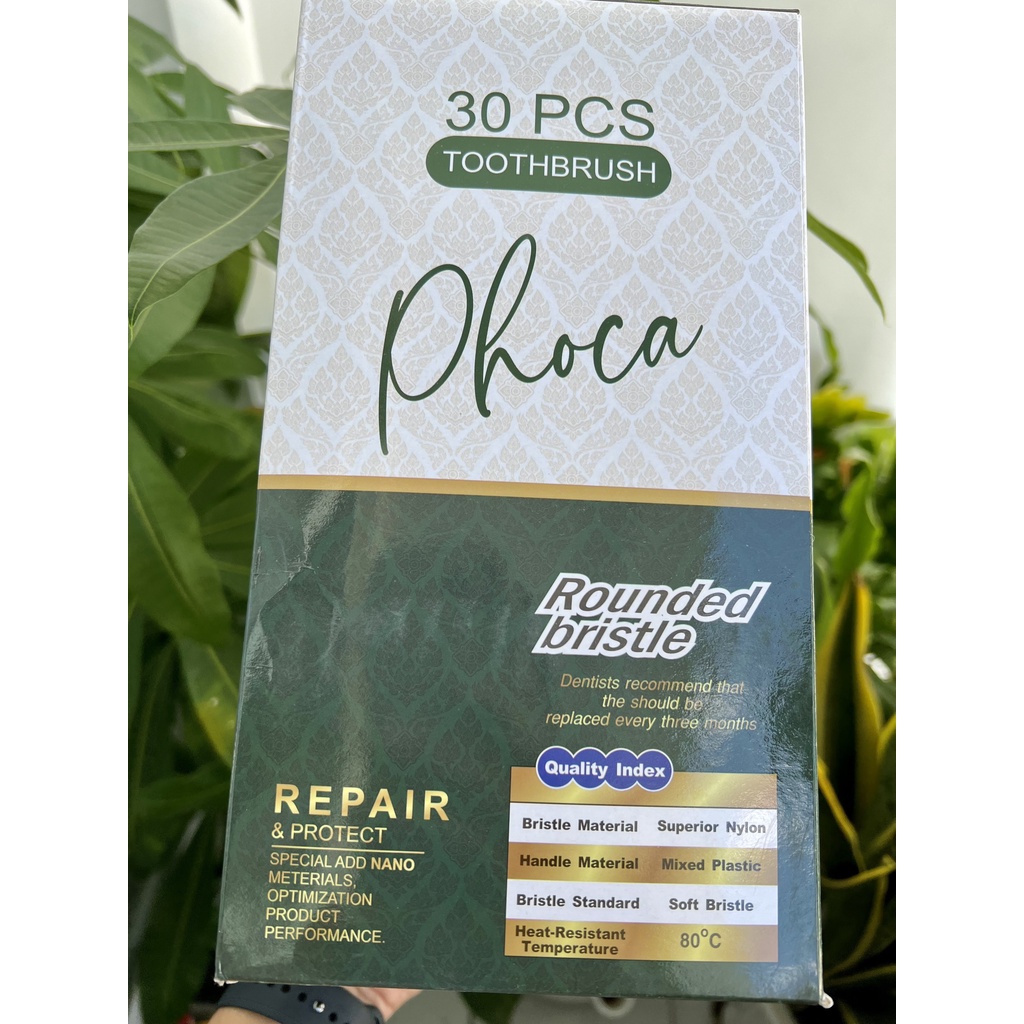 30 PCS
TOOTHBRUSH
Phoca
Rounded
bristle
Dentists recommend that
the should be
replaced every three months
Quality Index
Bristle Material Superior Nylon
Handle Material Mixed Plastic
Bristle Standard Soft Bristle
Heat-Resistant
Temperature 80°C
REPAIR
& PROTECT
SPECIAL ADD NANO
METERIALS,
OPTIMIZATION
PRODUCT
PERFORMANCE.